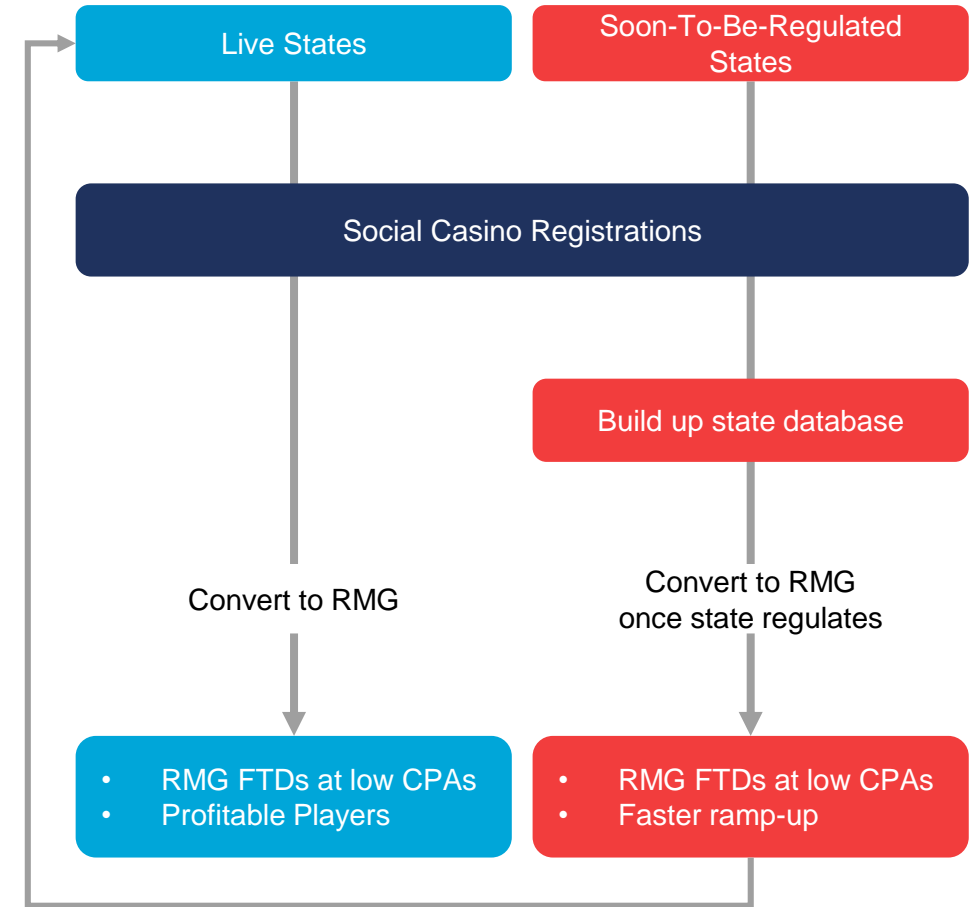 Live States
Soon-To-Be-Regulated
States
Social Casino Registrations
Build up state database
Convert to RMG
Convert to RMG
once state regulates
• RMG FTDs at low CPAs
• Profitable Players
• RMG FTDs at low CPAs
• Faster ramp-up